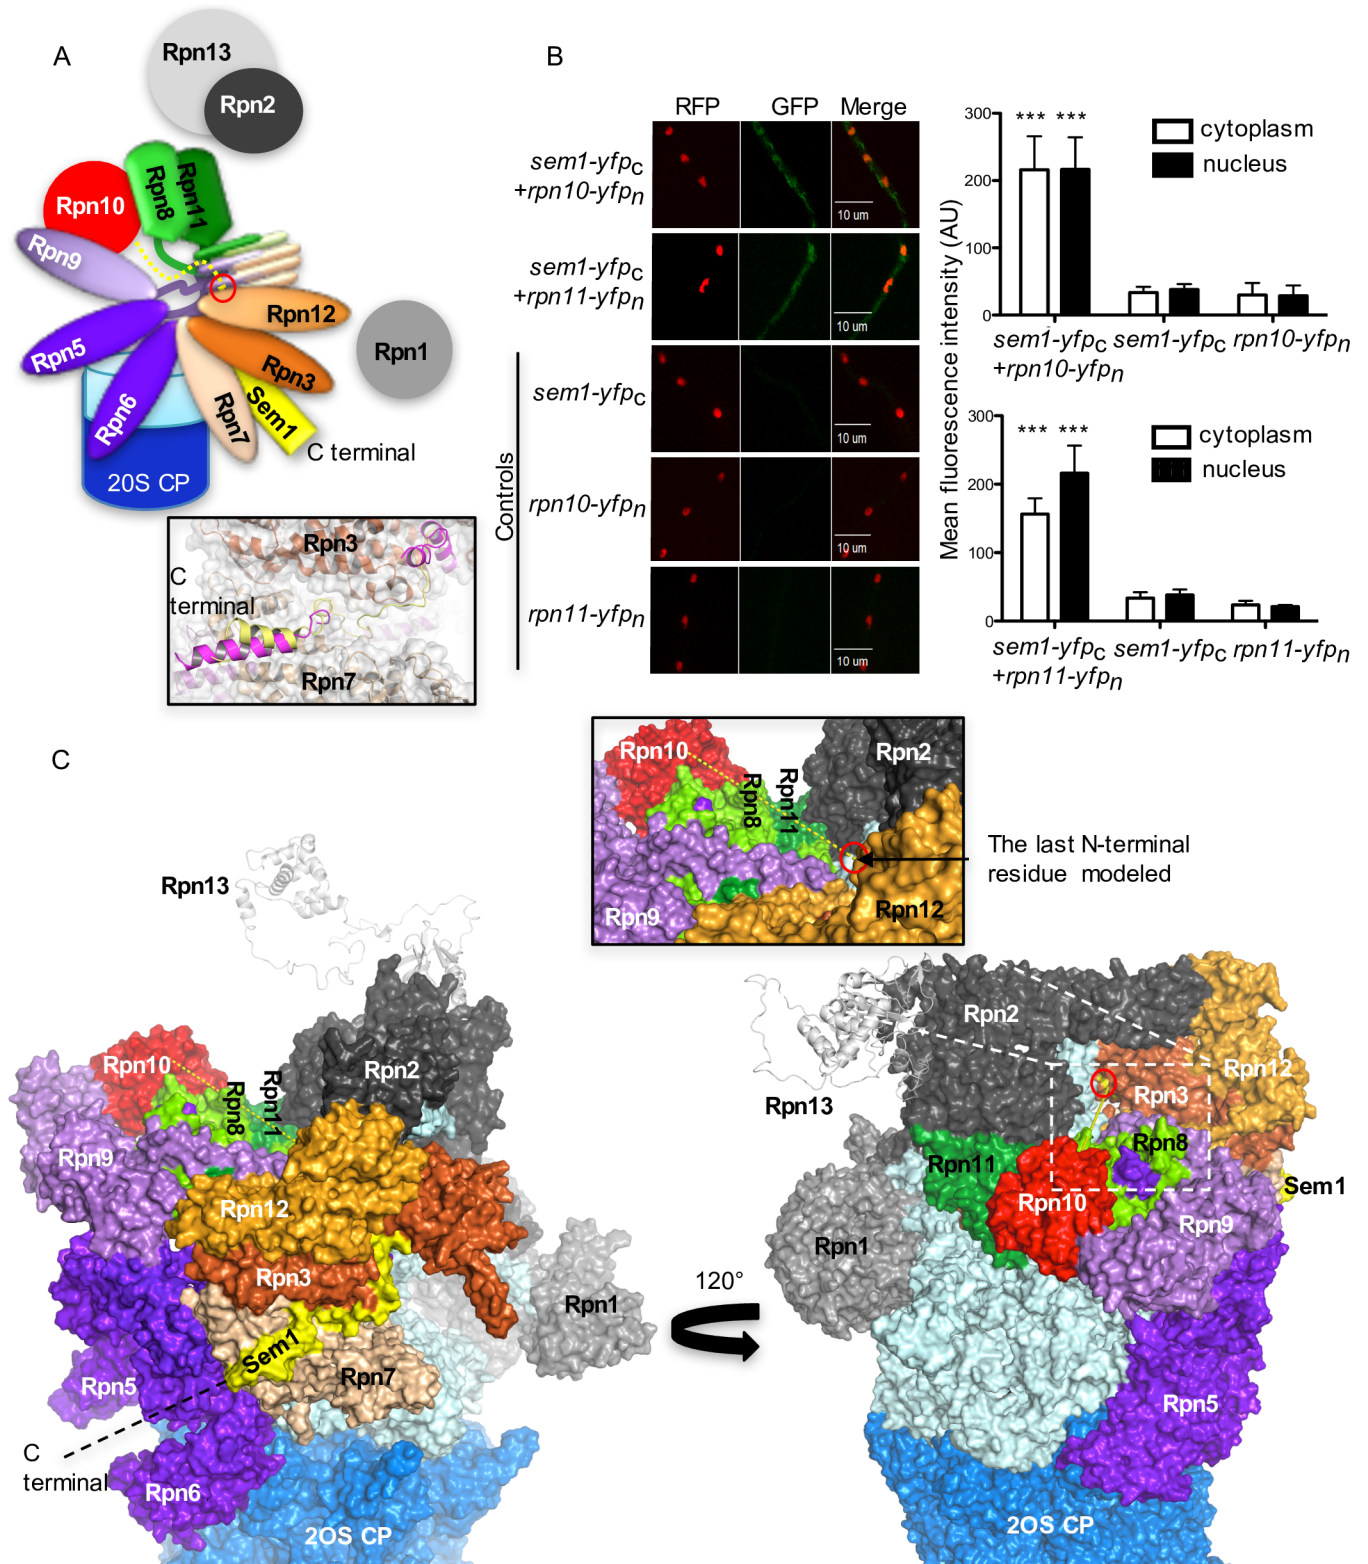 A
Rpn13
Rpn2
Rpn10
Rpn8
Rpn11
Rpn9
Rpn12
Rpn5
Rpn3
Rpn1
Rpn6
Rpn7
Sem1
C terminal
20S CP
Rpn3
C
terminal
Rpn7
B
RFP GFP Merge
sem1-yfpc
+rpn10-yfpn
10 um
sem1-yfpc
+rpn11-yfpn
10 um
Controls
sem1-yfpc
10 um
rpn10-yfpn
10 um
rpn11-yfpn
10 um
Mean fluorescence intensity (AU)
300
200
100
0
*** ***
cytoplasm
nucleus
sem1-yfpc sem1-yfpc rpn10-yfpn
+rpn10-yfpn
300
200
100
0
*** ***
cytoplasm
nucleus
sem1-yfpc sem1-yfpc rpn11-yfpn
+rpn11-yfpn
C
Rpn10
Rpn2
Rpn8
Rpn11
Rpn9
Rpn12
The last N-terminal
residue modeled
Rpn13
Rpn10
Rpn8
Rpn11
Rpn2
Rpn9
Rpn12
Rpn3
Rpn1
Sem1
Rpn7
Rpn5
C
terminal
Rpn6
2OS CP
120°
Rpn2
Rpn12
Rpn3
Rpn13
Rpn8
Rpn11
Sem1
Rpn10
Rpn9
Rpn1
Rpn5
2OS CP